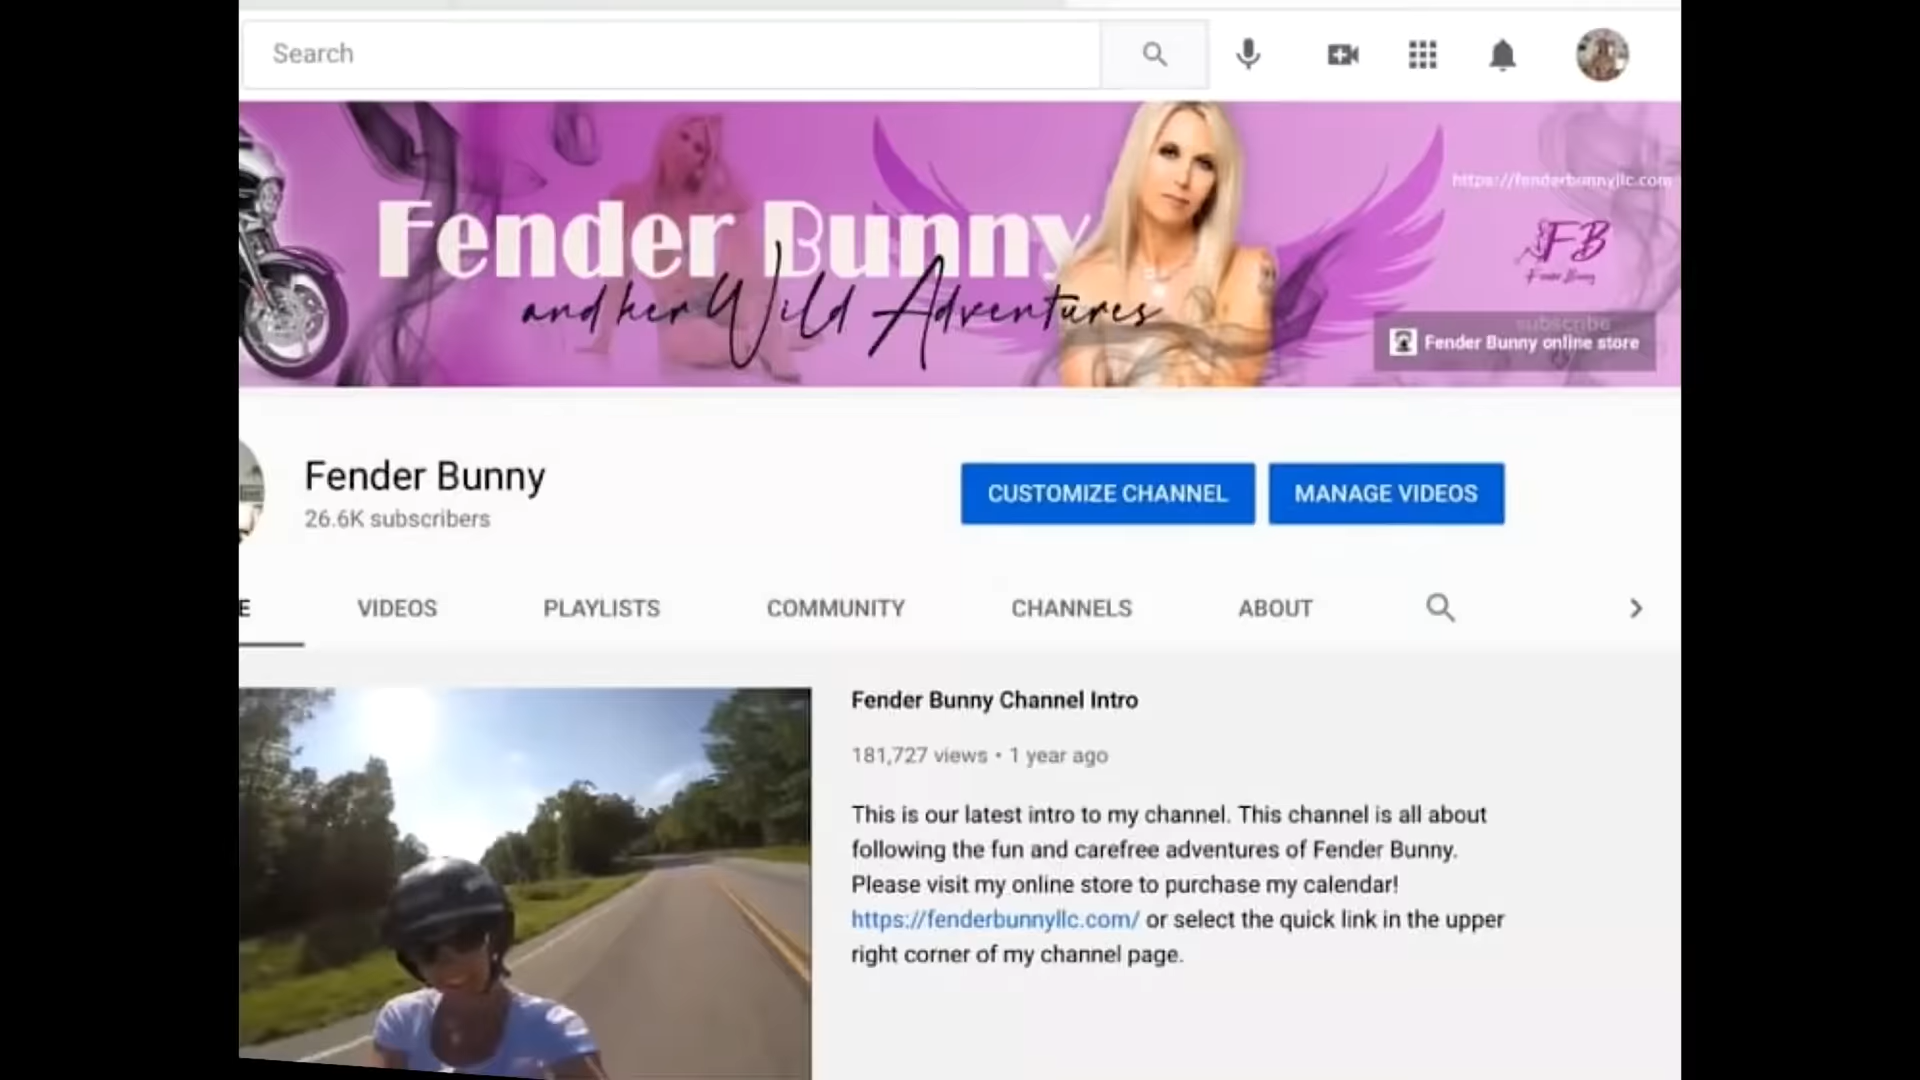 Search
https://fenderbunnyllc.com
Fender Bunny
and her Wild Adventures
FB
Fender Bunny
subscribe
Fender Bunny online store
Fender Bunny
26.6K subscribers
CUSTOMIZE CHANNEL
MANAGE VIDEOS
E
VIDEOS
PLAYLISTS
COMMUNITY
CHANNELS
ABOUT
Fender Bunny Channel Intro
181,727 views • 1 year ago
This is our latest intro to my channel. This channel is all about
following the fun and carefree adventures of Fender Bunny.
Please visit my online store to purchase my calendar!
https://fenderbunnyllc.com/ or select the quick link in the upper
right corner of my channel page.